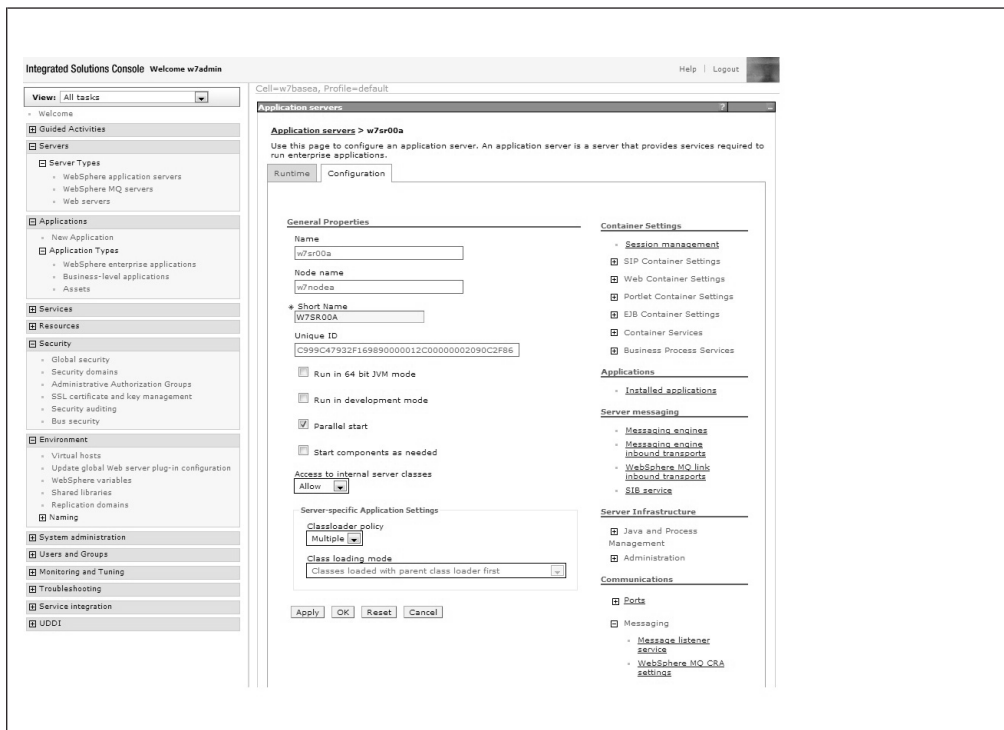 Integrated Solutions Console Welcome w7admin
Help | Logout
View: All tasks
Welcome
Guided Activities
Servers
Server Types
WebSphere application servers
WebSphere MQ servers
Web servers
Applications
New Application
Application Types
WebSphere enterprise applications
Business-level applications
Assets
Services
Resources
Security
Global security
Security domains
Administrative Authorization Groups
SSL certificate and key management
Security auditing
Bus security
Environment
Virtual hosts
Update global Web server plug-in configuration
WebSphere variables
Shared libraries
Replication domains
Naming
System administration
Users and Groups
Monitoring and Tuning
Troubleshooting
Service integration
UDDI
Cell=w7basea, Profile=default
Application servers ? _
Application servers > w7sr00a
Use this page to configure an application server. An application server is a server that provides services required to
run enterprise applications.
Runtime Configuration
General Properties
Name
w7sr00a
Node name
w7nodea
* Short Name
W7SR00A
Unique ID
C999C47932F169890000012C00000002090C2F86
Run in 64 bit JVM mode
Run in development mode
Parallel start
Start components as needed
Access to internal server classes
Allow
Server-specific Application Settings
Classloader policy
Multiple
Class loading mode
Classes loaded with parent class loader first
Apply OK Reset Cancel
Container Settings
Session management
SIP Container Settings
Web Container Settings
Portlet Container Settings
EJB Container Settings
Container Services
Business Process Services
Applications
Installed applications
Server messaging
Messaging engines
Messaging engine
inbound transports
WebSphere MQ link
inbound transports
SIB service
Server Infrastructure
Java and Process
Management
Administration
Communications
Ports
Messaging
Message listener
service
WebSphere MQ CRA
settings